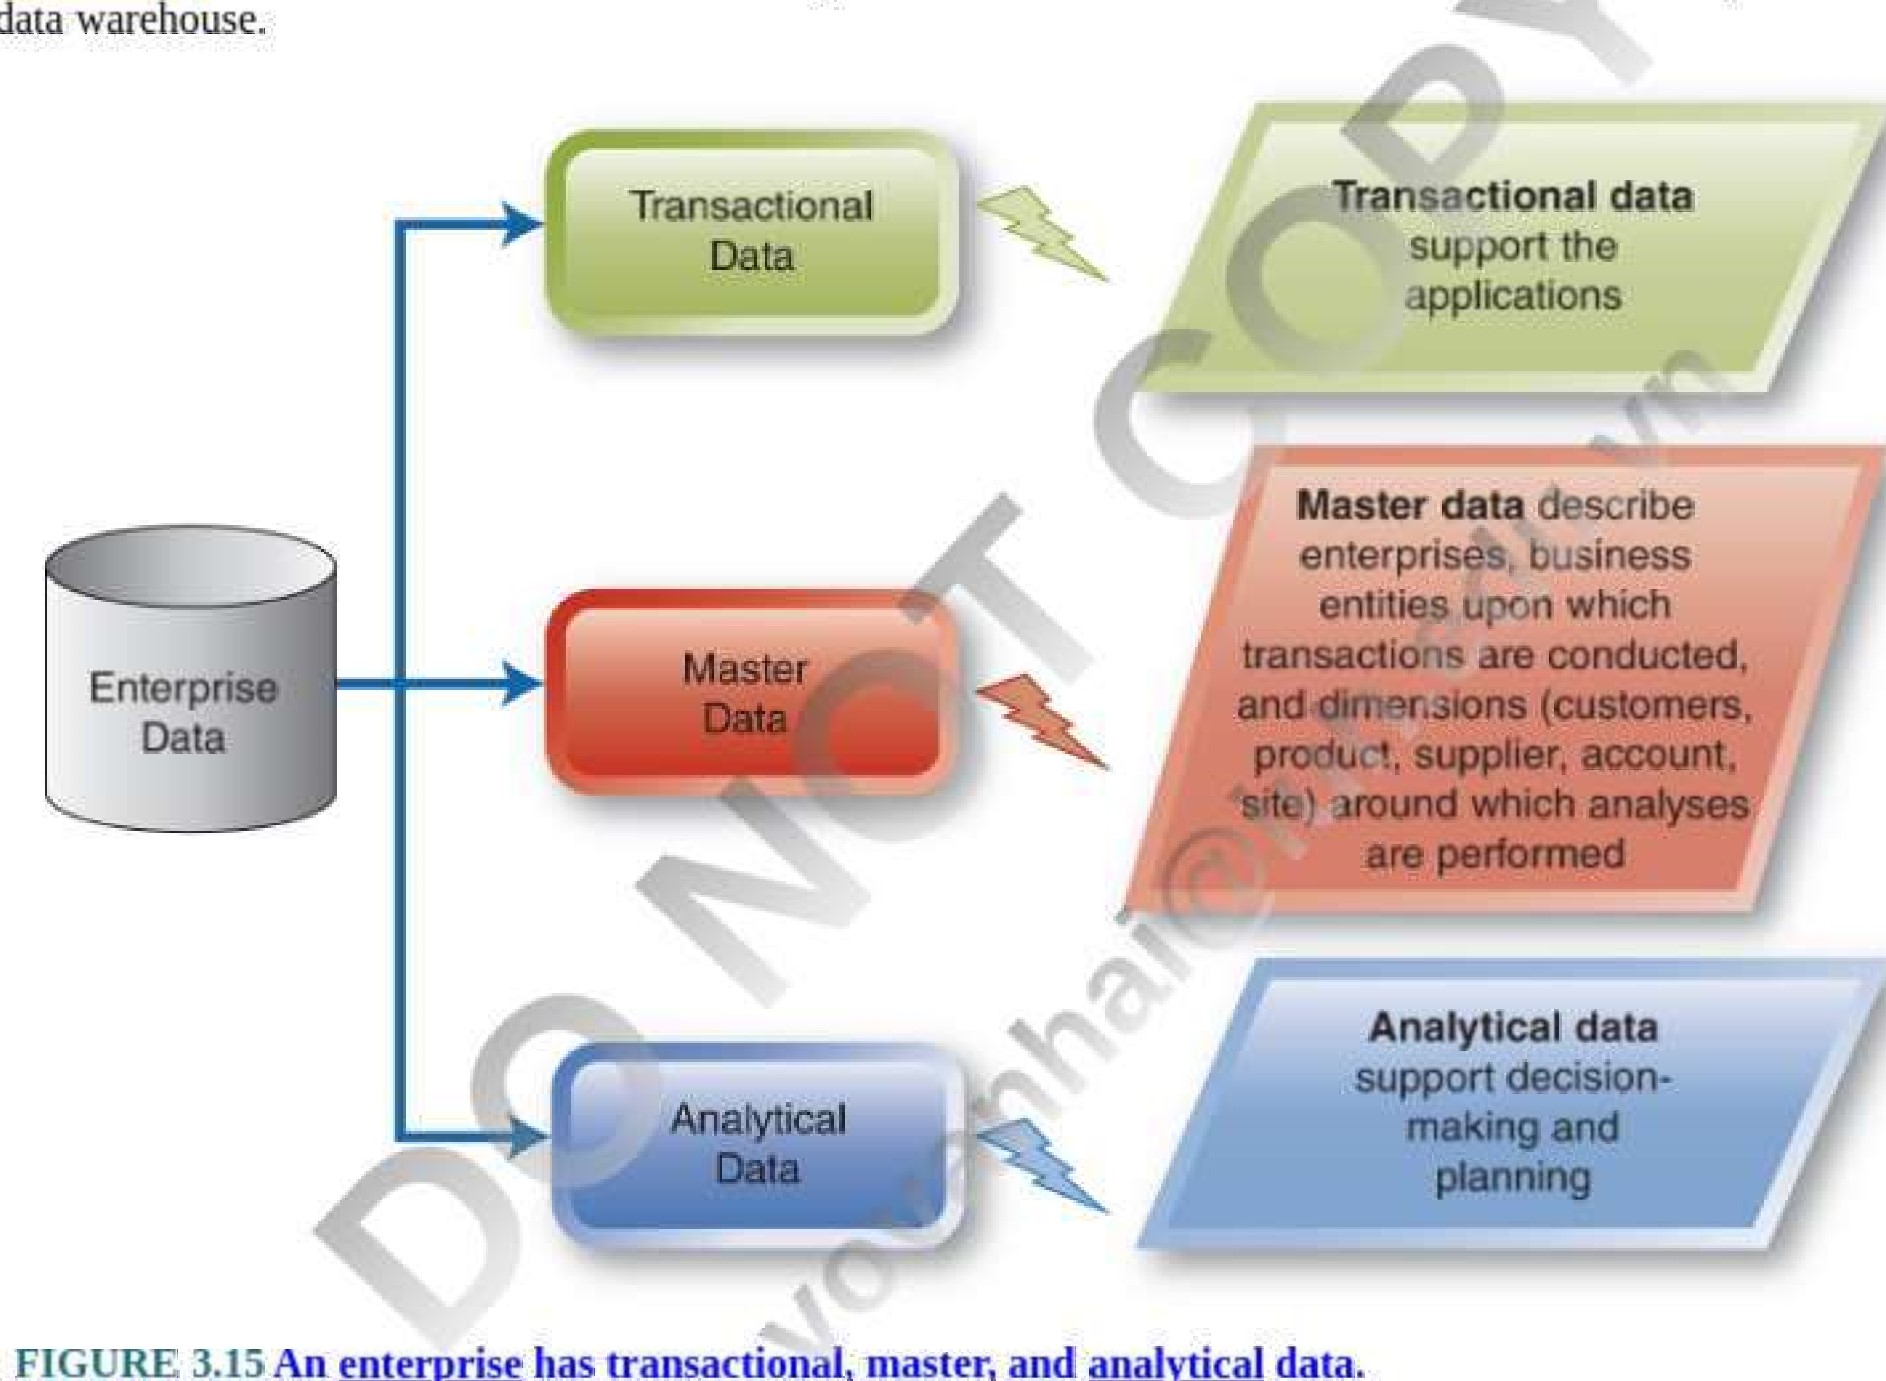 data warehouse.
Transactional
Data
Transactional data
support the
applications
Enterprise
Data
Master
Data
Master data describe
enterprises, business
entities upon which
transactions are conducted,
and dimensions (customers,
product, supplier, account,
site) around which analyses
are performed
Analytical
Data
Analytical data
support decision-
making and
planning
DO NOT COPY
FIGURE 3.15 An enterprise has transactional, master, and analytical data.